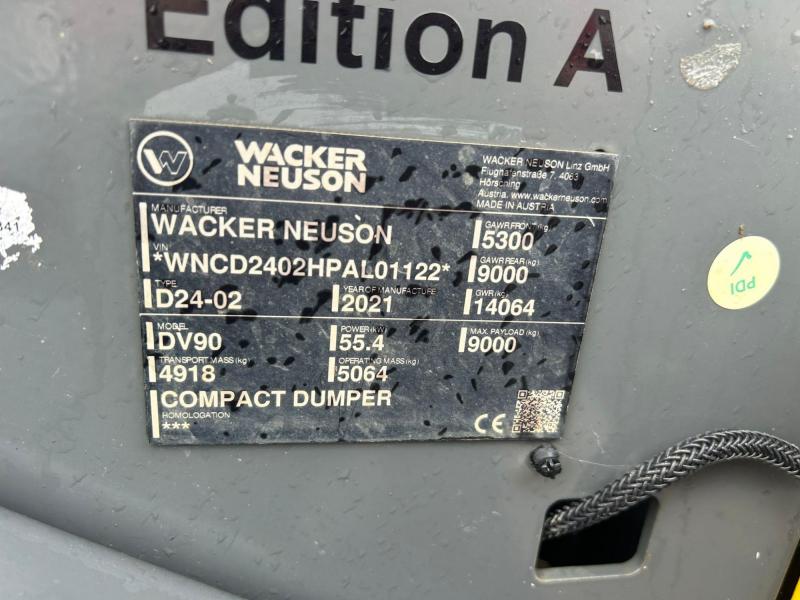 Edition A
WACKER
NEUSON
WACKER NEUSON Linz GmbH
Flughafenstraße 7, 4063
Hörsching
Austria, www.wackerneuson.com
MADE IN AUSTRIA
MANUFACTURER
WACKER NEUSON
VIN
*WNCD2402HPAL01122*
TYPE
D24-02
YEAR OF MANUFACTURE
2021
GAWR FRONT (kg)
5300
GAWR REAR (kg)
9000
GWR (kg)
14064
MODEL
DV90
POWER (kW)
55.4
MAX. PAYLOAD (kg)
9000
TRANSPORT MASS (kg)
4918
OPERATING MASS (kg)
5064
COMPACT DUMPER
HOMOLOGATION
***
CE
PDI
341